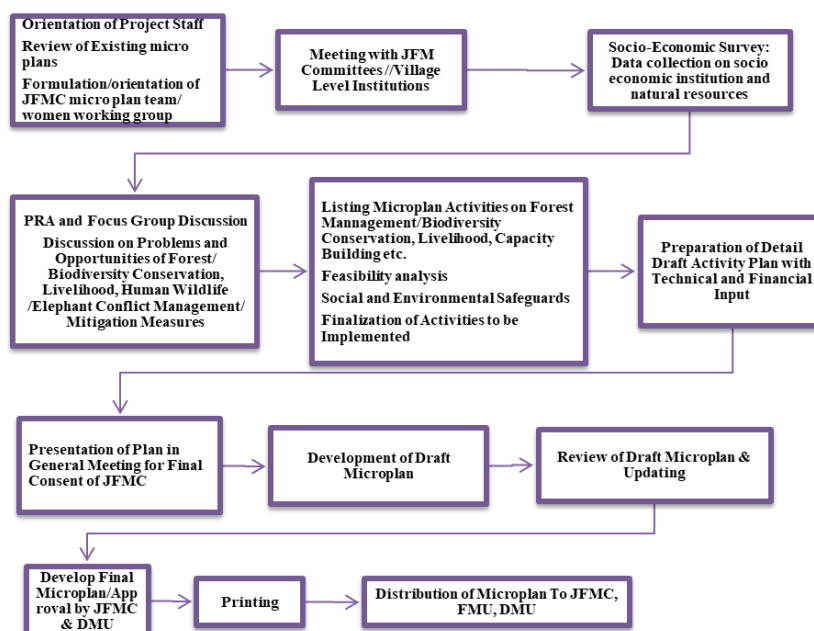 Orientation of Project Staff
Review of Existing micro
plans
Formulation/orientation of
JFMC micro plan team/
women working group
Meeting with JFM
Committees //Village
Level Institutions
Socio-Economic Survey:
Data collection on socio
economic institution and
natural resources
PRA and Focus Group Discussion
Discussion on Problems and
Opportunities of Forest/
Biodiversity Conservation,
Livelihood, Human Wildlife
/Elephant Conflict Management/
Mitigation Measures
Listing Microplan Activities on Forest
Mannagement/Biodiversity
Conservation, Livelihood, Capacity
Building etc.
Feasibility analysis
Social and Environmental Safeguards
Finalization of Activities to be
Implemented
Preparation of Detail
Draft Activity Plan with
Technical and Financial
Input
Presentation of Plan in
General Meeting for Final
Consent of JFMC
Development of Draft
Microplan
Review of Draft Microplan &
Updating
Develop Final
Microplan/App
roval by JFMC
& DMU
Printing
Distribution of Microplan To JFMC,
FMU, DMU